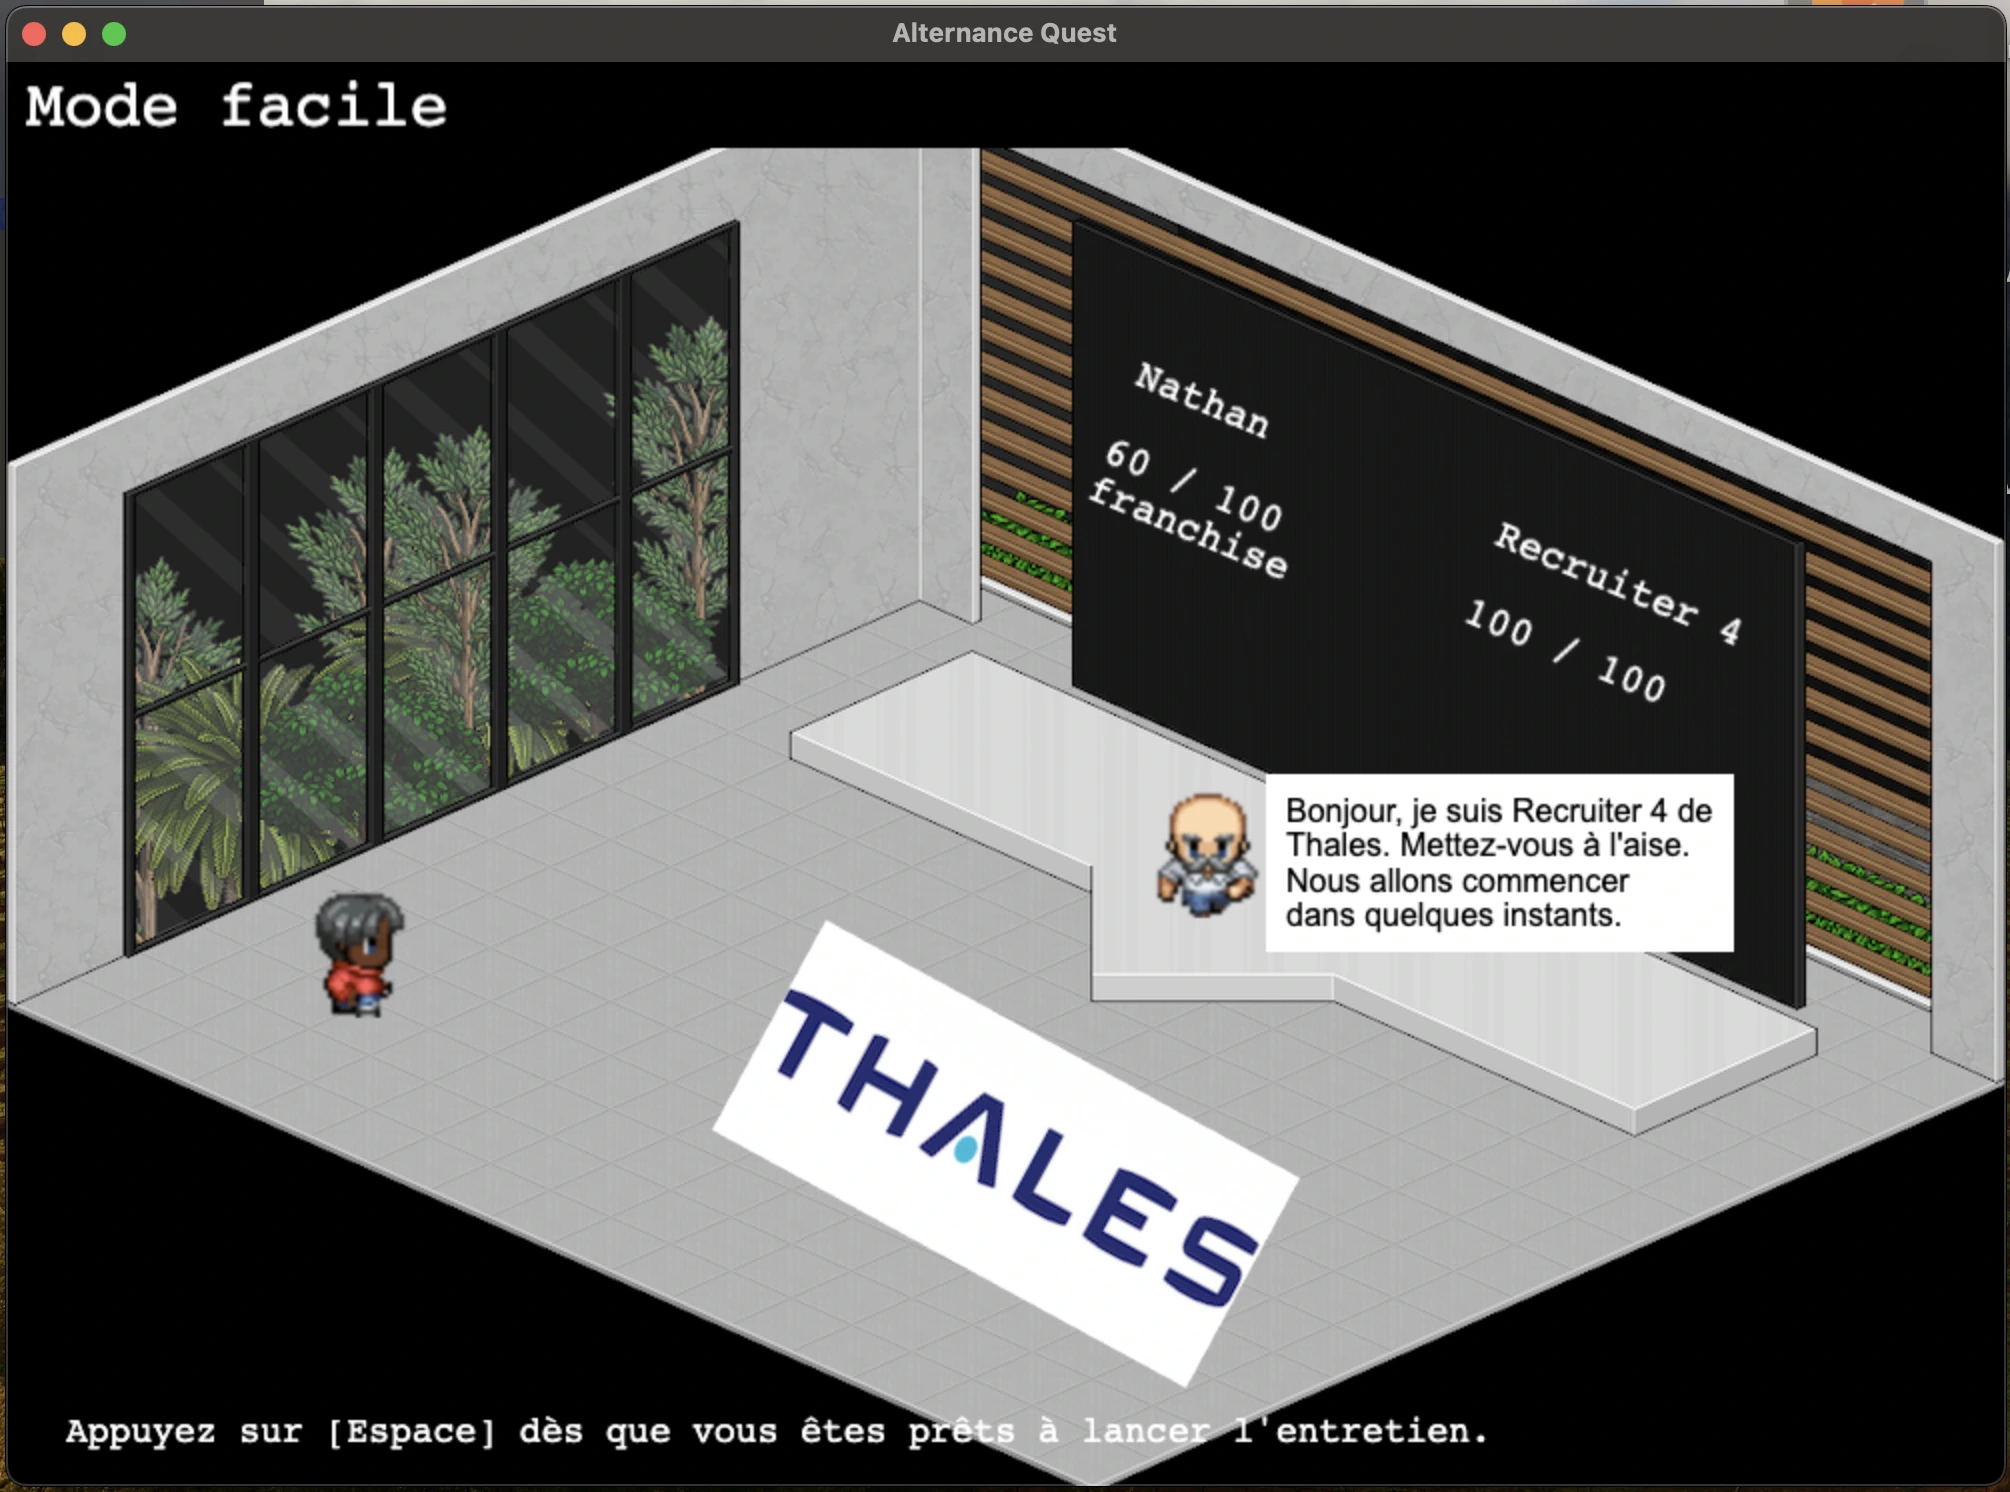 Alternance Quest
Mode facile
Nathan
60 / 100
franchise
Recruiter 4
100 / 100
Bonjour, je suis Recruiter 4 de
Thales. Mettez-vous à l'aise.
Nous allons commencer
dans quelques instants.
THALES
Appuyez sur [Espace] dès que vous êtes prêts à lancer l'entretien.